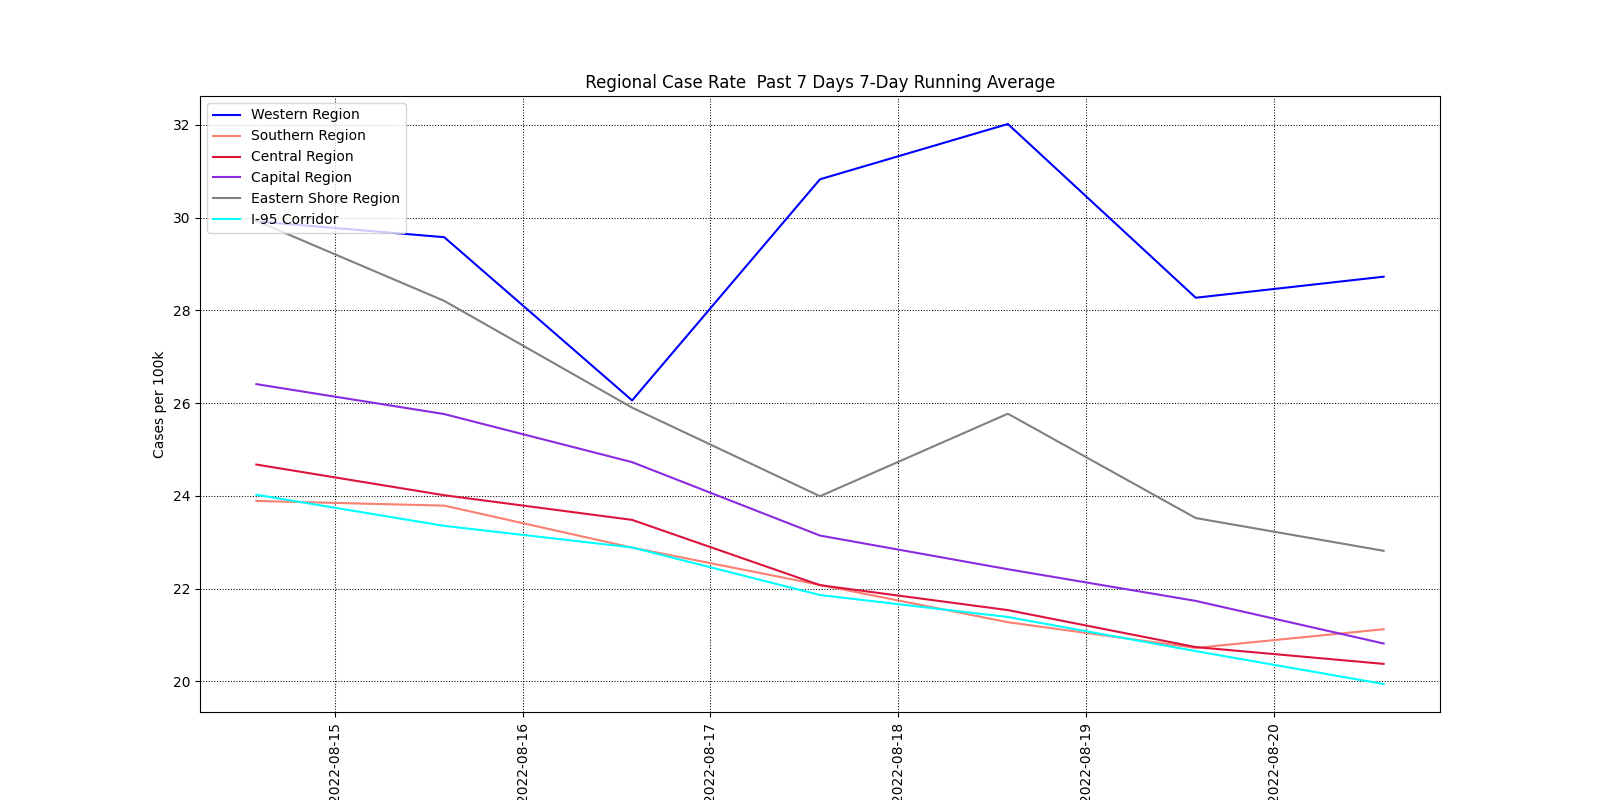 Regional Case Rate  Past 7 Days 7-Day Running Average
Western Region
Southern Region
Central Region
Capital Region
Eastern Shore Region
I-95 Corridor
Cases per 100k
32
30
28
26
24
22
20
2022-08-15
2022-08-16
2022-08-17
2022-08-18
2022-08-19
2022-08-20